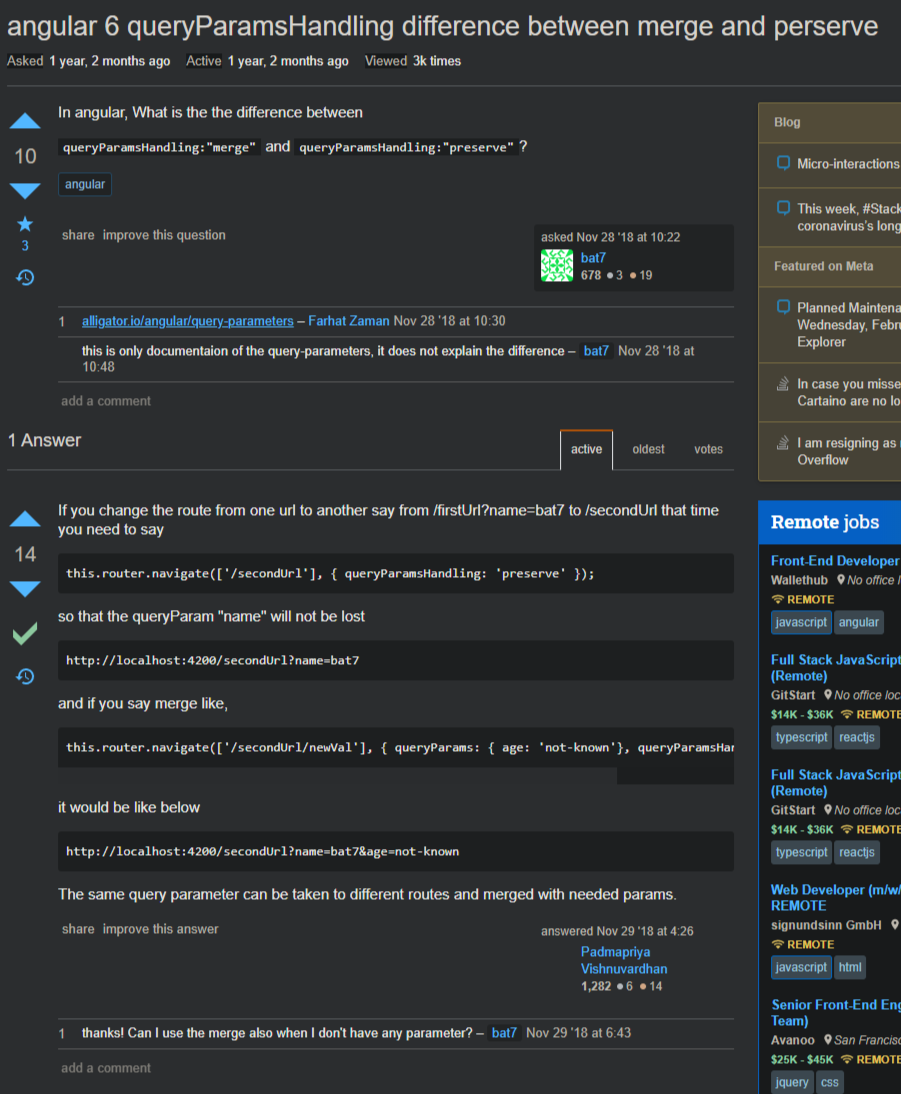 angular 6 queryParamsHandling difference between merge and perserve
Asked 1 year, 2 months ago Active 1 year, 2 months ago Viewed 3k times
10
3
In angular, What is the the difference between
queryParamsHandling:"merge" and queryParamsHandling:"preserve" ?
angular
share improve this question
asked Nov 28 '18 at 10:22
bat7
678 ● 3 ● 19
1 alligator.io/angular/query-parameters – Farhat Zaman Nov 28 '18 at 10:30
this is only documentaion of the query-parameters, it does not explain the difference – bat7 Nov 28 '18 at
10:48
add a comment
1 Answer
active oldest votes
14
If you change the route from one url to another say from /firstUrl?name=bat7 to /secondUrl that time
you need to say
this.router.navigate(['/secondUrl'], { queryParamsHandling: 'preserve' });
so that the queryParam "name" will not be lost
http://localhost:4200/secondUrl?name=bat7
and if you say merge like,
this.router.navigate(['/secondUrl/newVal'], { queryParams: { age: 'not-known'}, queryParamsHar
it would be like below
http://localhost:4200/secondUrl?name=bat7&age=not-known
The same query parameter can be taken to different routes and merged with needed params.
share improve this answer
answered Nov 29 '18 at 4:26
Padmapriya
Vishnuvardhan
1,282 ● 6 ● 14
1 thanks! Can I use the merge also when I don't have any parameter? – bat7 Nov 29 '18 at 6:43
add a comment
Blog
Micro-interactions
This week, #Stack
coronavirus's long
Featured on Meta
Planned Maintena
Wednesday, Febru
Explorer
In case you misse
Cartaino are no lo
I am resigning as
Overflow
Remote jobs
Front-End Developer
Wallethub No office l
REMOTE
javascript angular
Full Stack JavaScript
(Remote)
GitStart No office loc
$14K - $36K REMOTE
typescript reactjs
Full Stack JavaScript
(Remote)
GitStart No office loc
$14K - $36K REMOTE
typescript reactjs
Web Developer (m/w/
REMOTE
signundsinn GmbH
REMOTE
javascript html
Senior Front-End Eng
Team)
Avanoo San Francisc
$25K - $45K REMOTE
jquery css